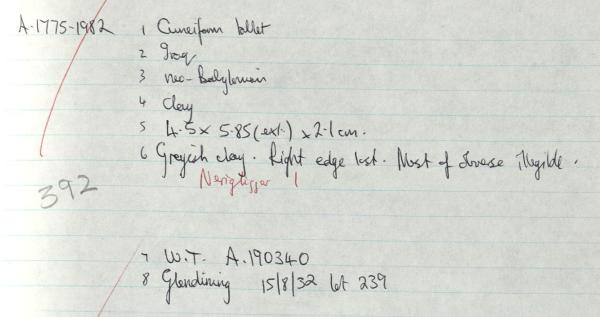 A.1775-1982 1 Cuneiform tablet
2 Iraq
3 neo-Babylonian
4 Clay
5 4.5 x 5.85 (ext.) x 2.1 cm.
6 Greyish clay. Right edge lost. Most of obverse illegible.
Neriglissar 1
392
7 W.T. A.190340
8 Glendining 15/8/32 lot 239